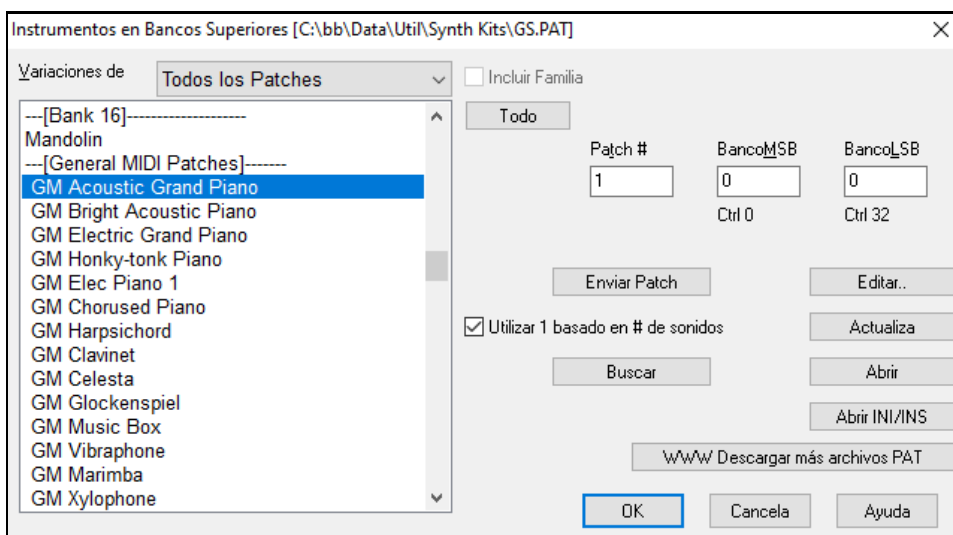 Instrumentos en Bancos Superiores [C:\bb\Data\Util\Synth Kits\GS.PAT]
Variaciones de
Todos los Patches
Incluir Familia
---[Bank 16]---------------------
Mandolin
---[General MIDI Patches]-------
GM Acoustic Grand Piano
GM Bright Acoustic Piano
GM Electric Grand Piano
GM Honky-tonk Piano
GM Elec Piano 1
GM Chorused Piano
GM Harpsichord
GM Clavinet
GM Celesta
GM Glockenspiel
GM Music Box
GM Vibraphone
GM Marimba
GM Xylophone
Todo
Patch # BancoMSB BancoLSB
1 0 0
Ctrl 0 Ctrl 32
Enviar Patch Editar..
Utilizar 1 basado en # de sonidos Actualiza
Buscar Abrir
Abrir INI/INS
WWW Descargar más archivos PAT
OK Cancela Ayuda